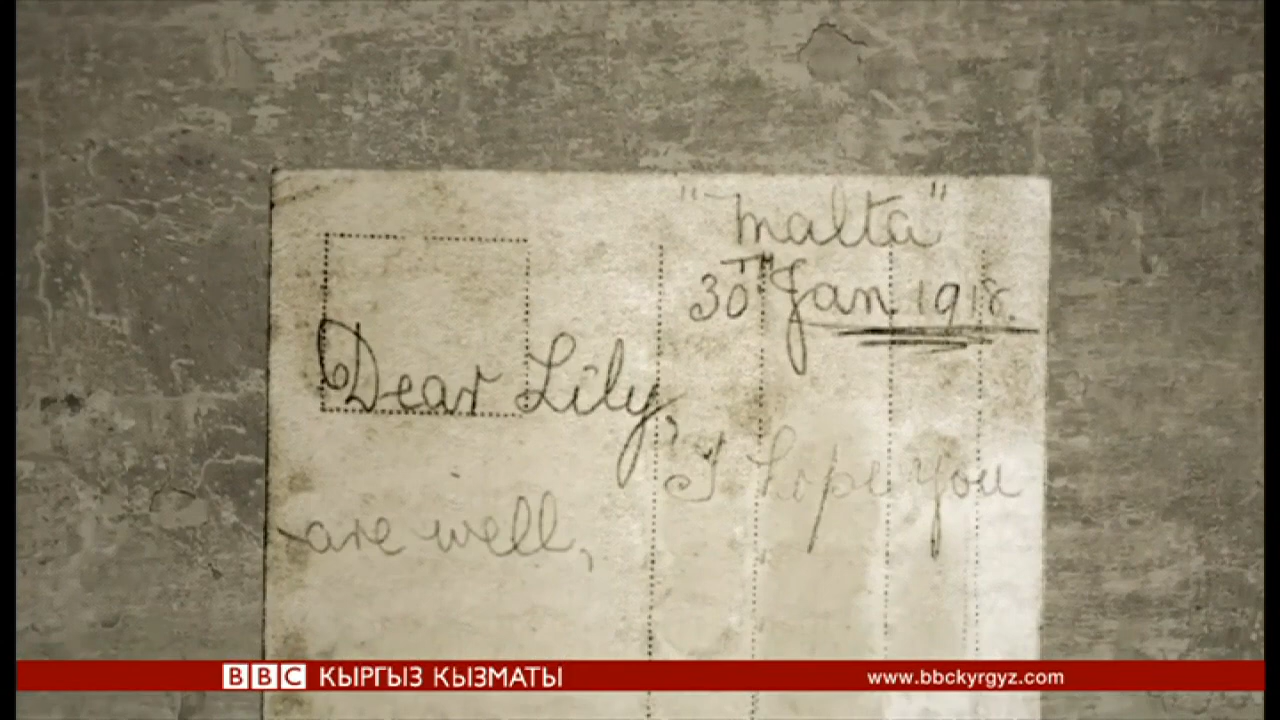 "Malta"
30TH Jan 1918.
Dear Lily,
I hope you
are well,
BBC КЫРГЫЗ КЫЗМАТЫ
www.bbckyrgyz.com